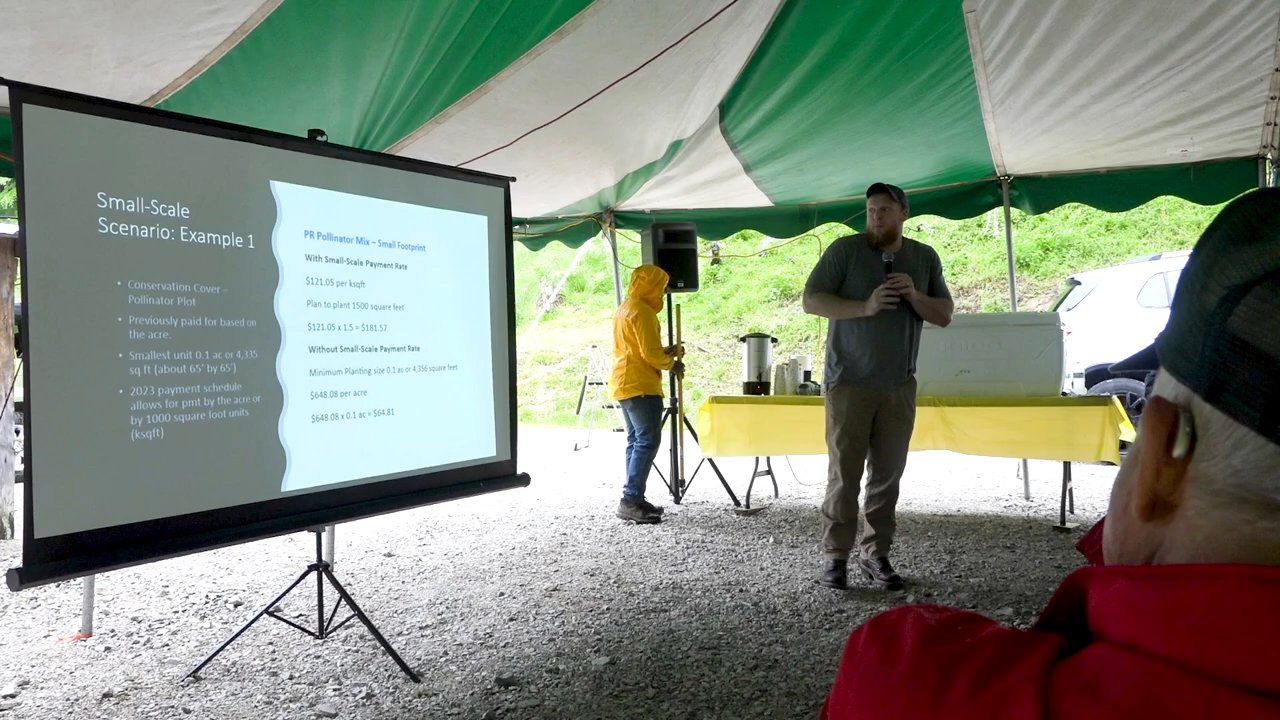 Small-Scale
Scenario: Example 1
• Conservation Cover –
Pollinator Plot
• Previously paid for based on
the acre.
• Smallest unit 0.1 ac or 4,335
sq ft (about 65' by 65')
• 2023 payment schedule
allows for pmt by the acre or
by 1000 square foot units
(ksqft)
PR Pollinator Mix – Small Footprint
With Small-Scale Payment Rate
$121.05 per ksqft
Plan to plant 1500 square feet
$121.05 x 1.5 = $181.57
Without Small-Scale Payment Rate
Minimum Planting size 0.1 ac or 4,356 square feet
$648.08 per acre
$648.08 x 0.1 ac = $64.81